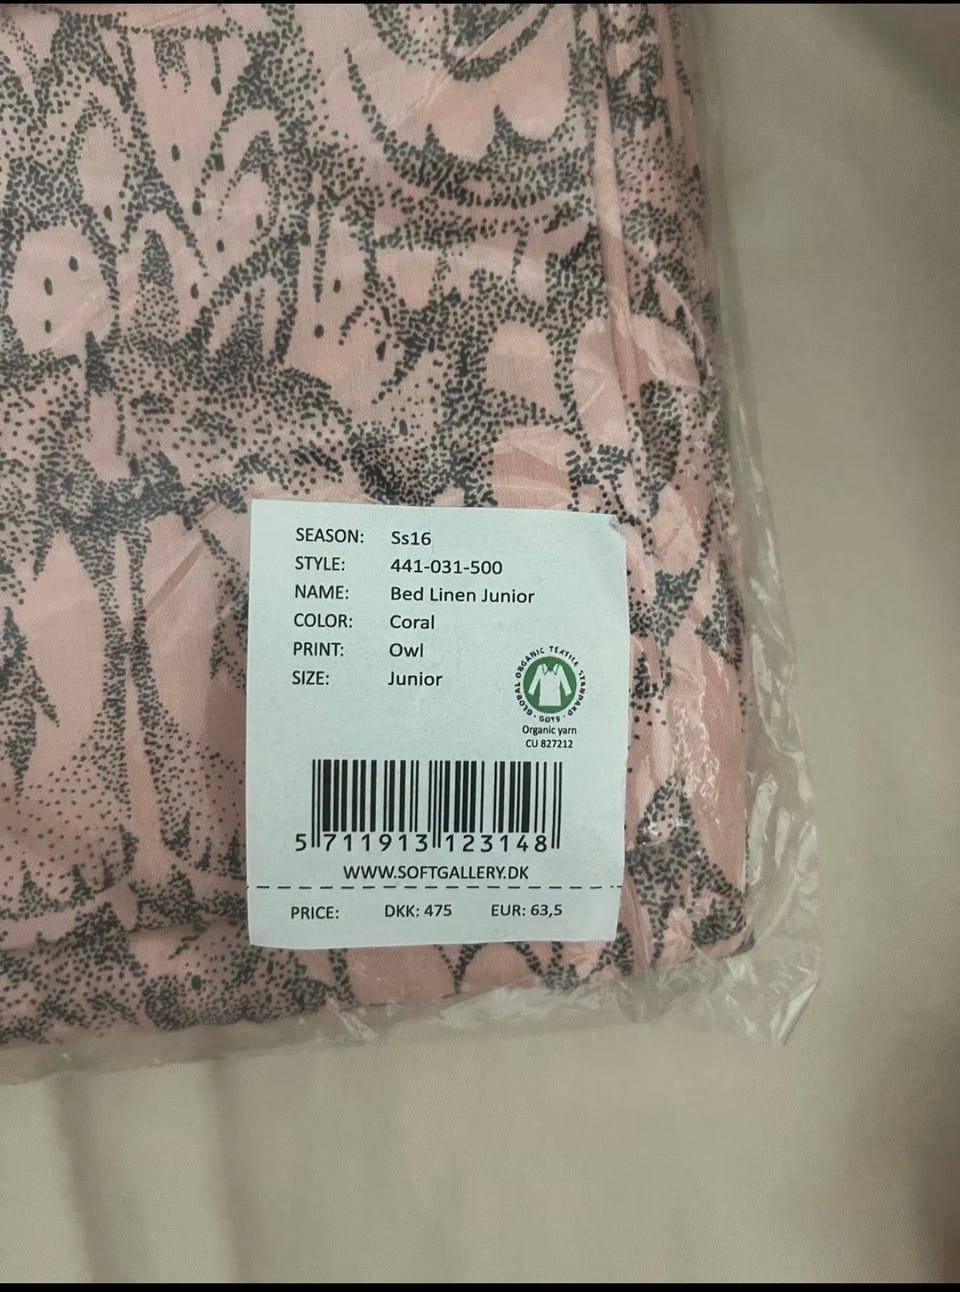 SEASON: Ss16
STYLE: 441-031-500
NAME: Bed Linen Junior
COLOR: Coral
PRINT: Owl
SIZE: Junior
GLOBAL ORGANIC TEXTILE STANDARD · GOTS ·
Organic yarn
CU 827212
5 711913 123148
WWW.SOFTGALLERY.DK
PRICE: DKK: 475 EUR: 63,5